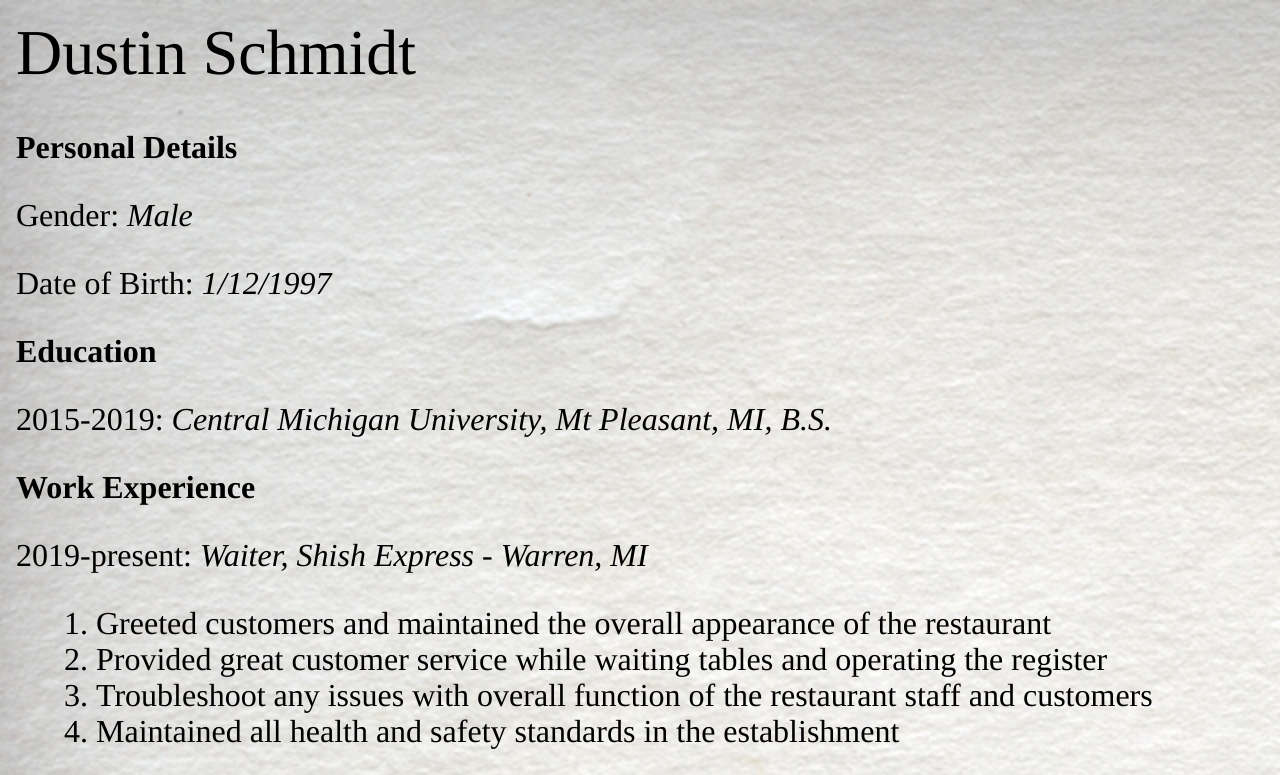 Dustin Schmidt
Personal Details
Gender: Male
Date of Birth: 1/12/1997
Education
2015-2019: Central Michigan University, Mt Pleasant, MI, B.S.
Work Experience
2019-present: Waiter, Shish Express - Warren, MI
1. Greeted customers and maintained the overall appearance of the restaurant
2. Provided great customer service while waiting tables and operating the register
3. Troubleshoot any issues with overall function of the restaurant staff and customers
4. Maintained all health and safety standards in the establishment